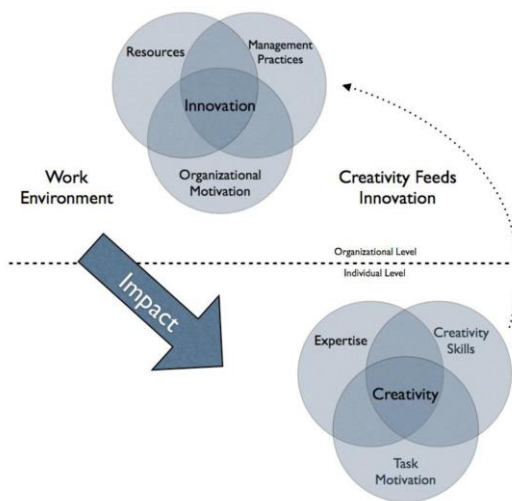 Resources
Management
Practices
Innovation
Organizational
Motivation
Work
Environment
Creativity Feeds
Innovation
Organizational Level
Individual Level
Impact
Expertise
Creativity
Skills
Creativity
Task
Motivation